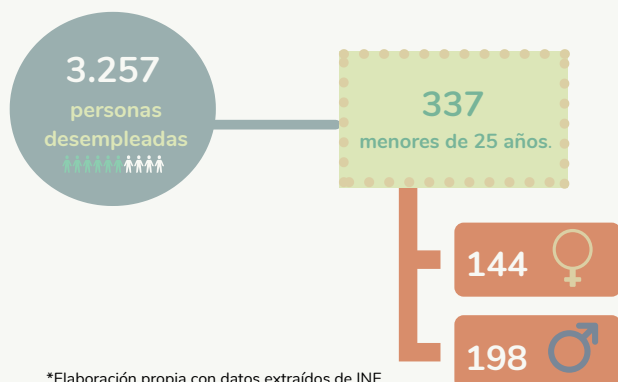 3.257
personas
desempleadas
337
menores de 25 años.
144
198
*Elaboración propia con datos extraídos de INE